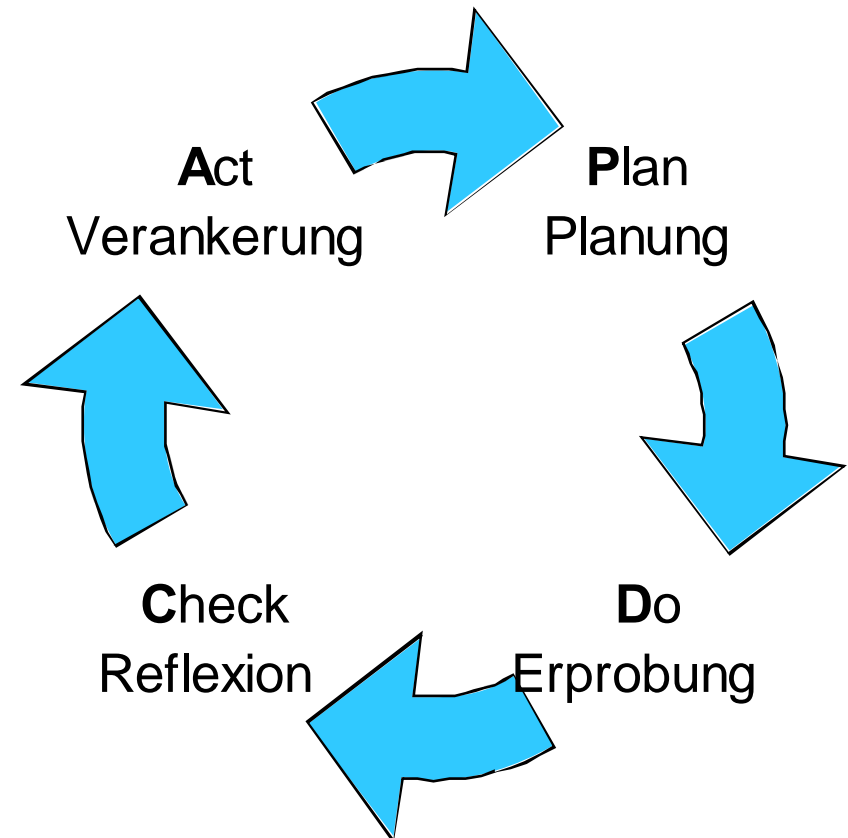 Act
Verankerung
Plan
Planung
Check
Reflexion
Do
Erprobung